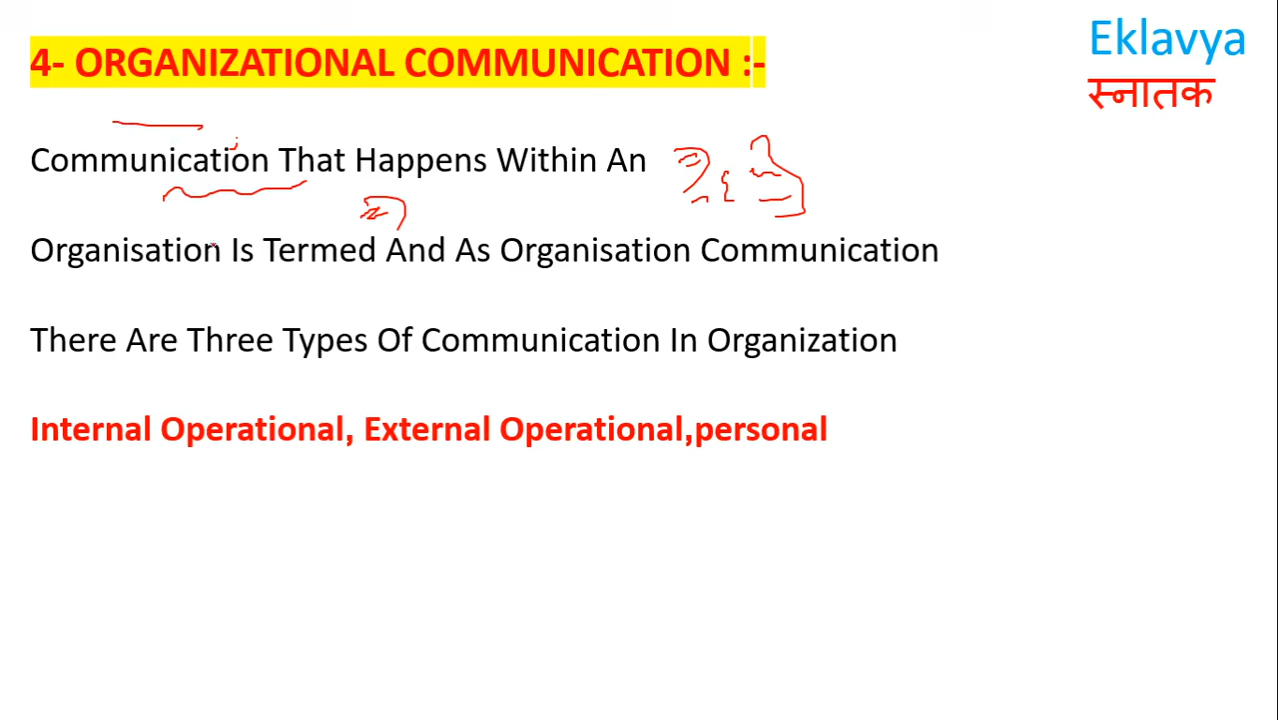 4- ORGANIZATIONAL COMMUNICATION :-
Eklavya
स्नातक
Communication That Happens Within An
Organisation Is Termed And As Organisation Communication
There Are Three Types Of Communication In Organization
Internal Operational, External Operational,personal